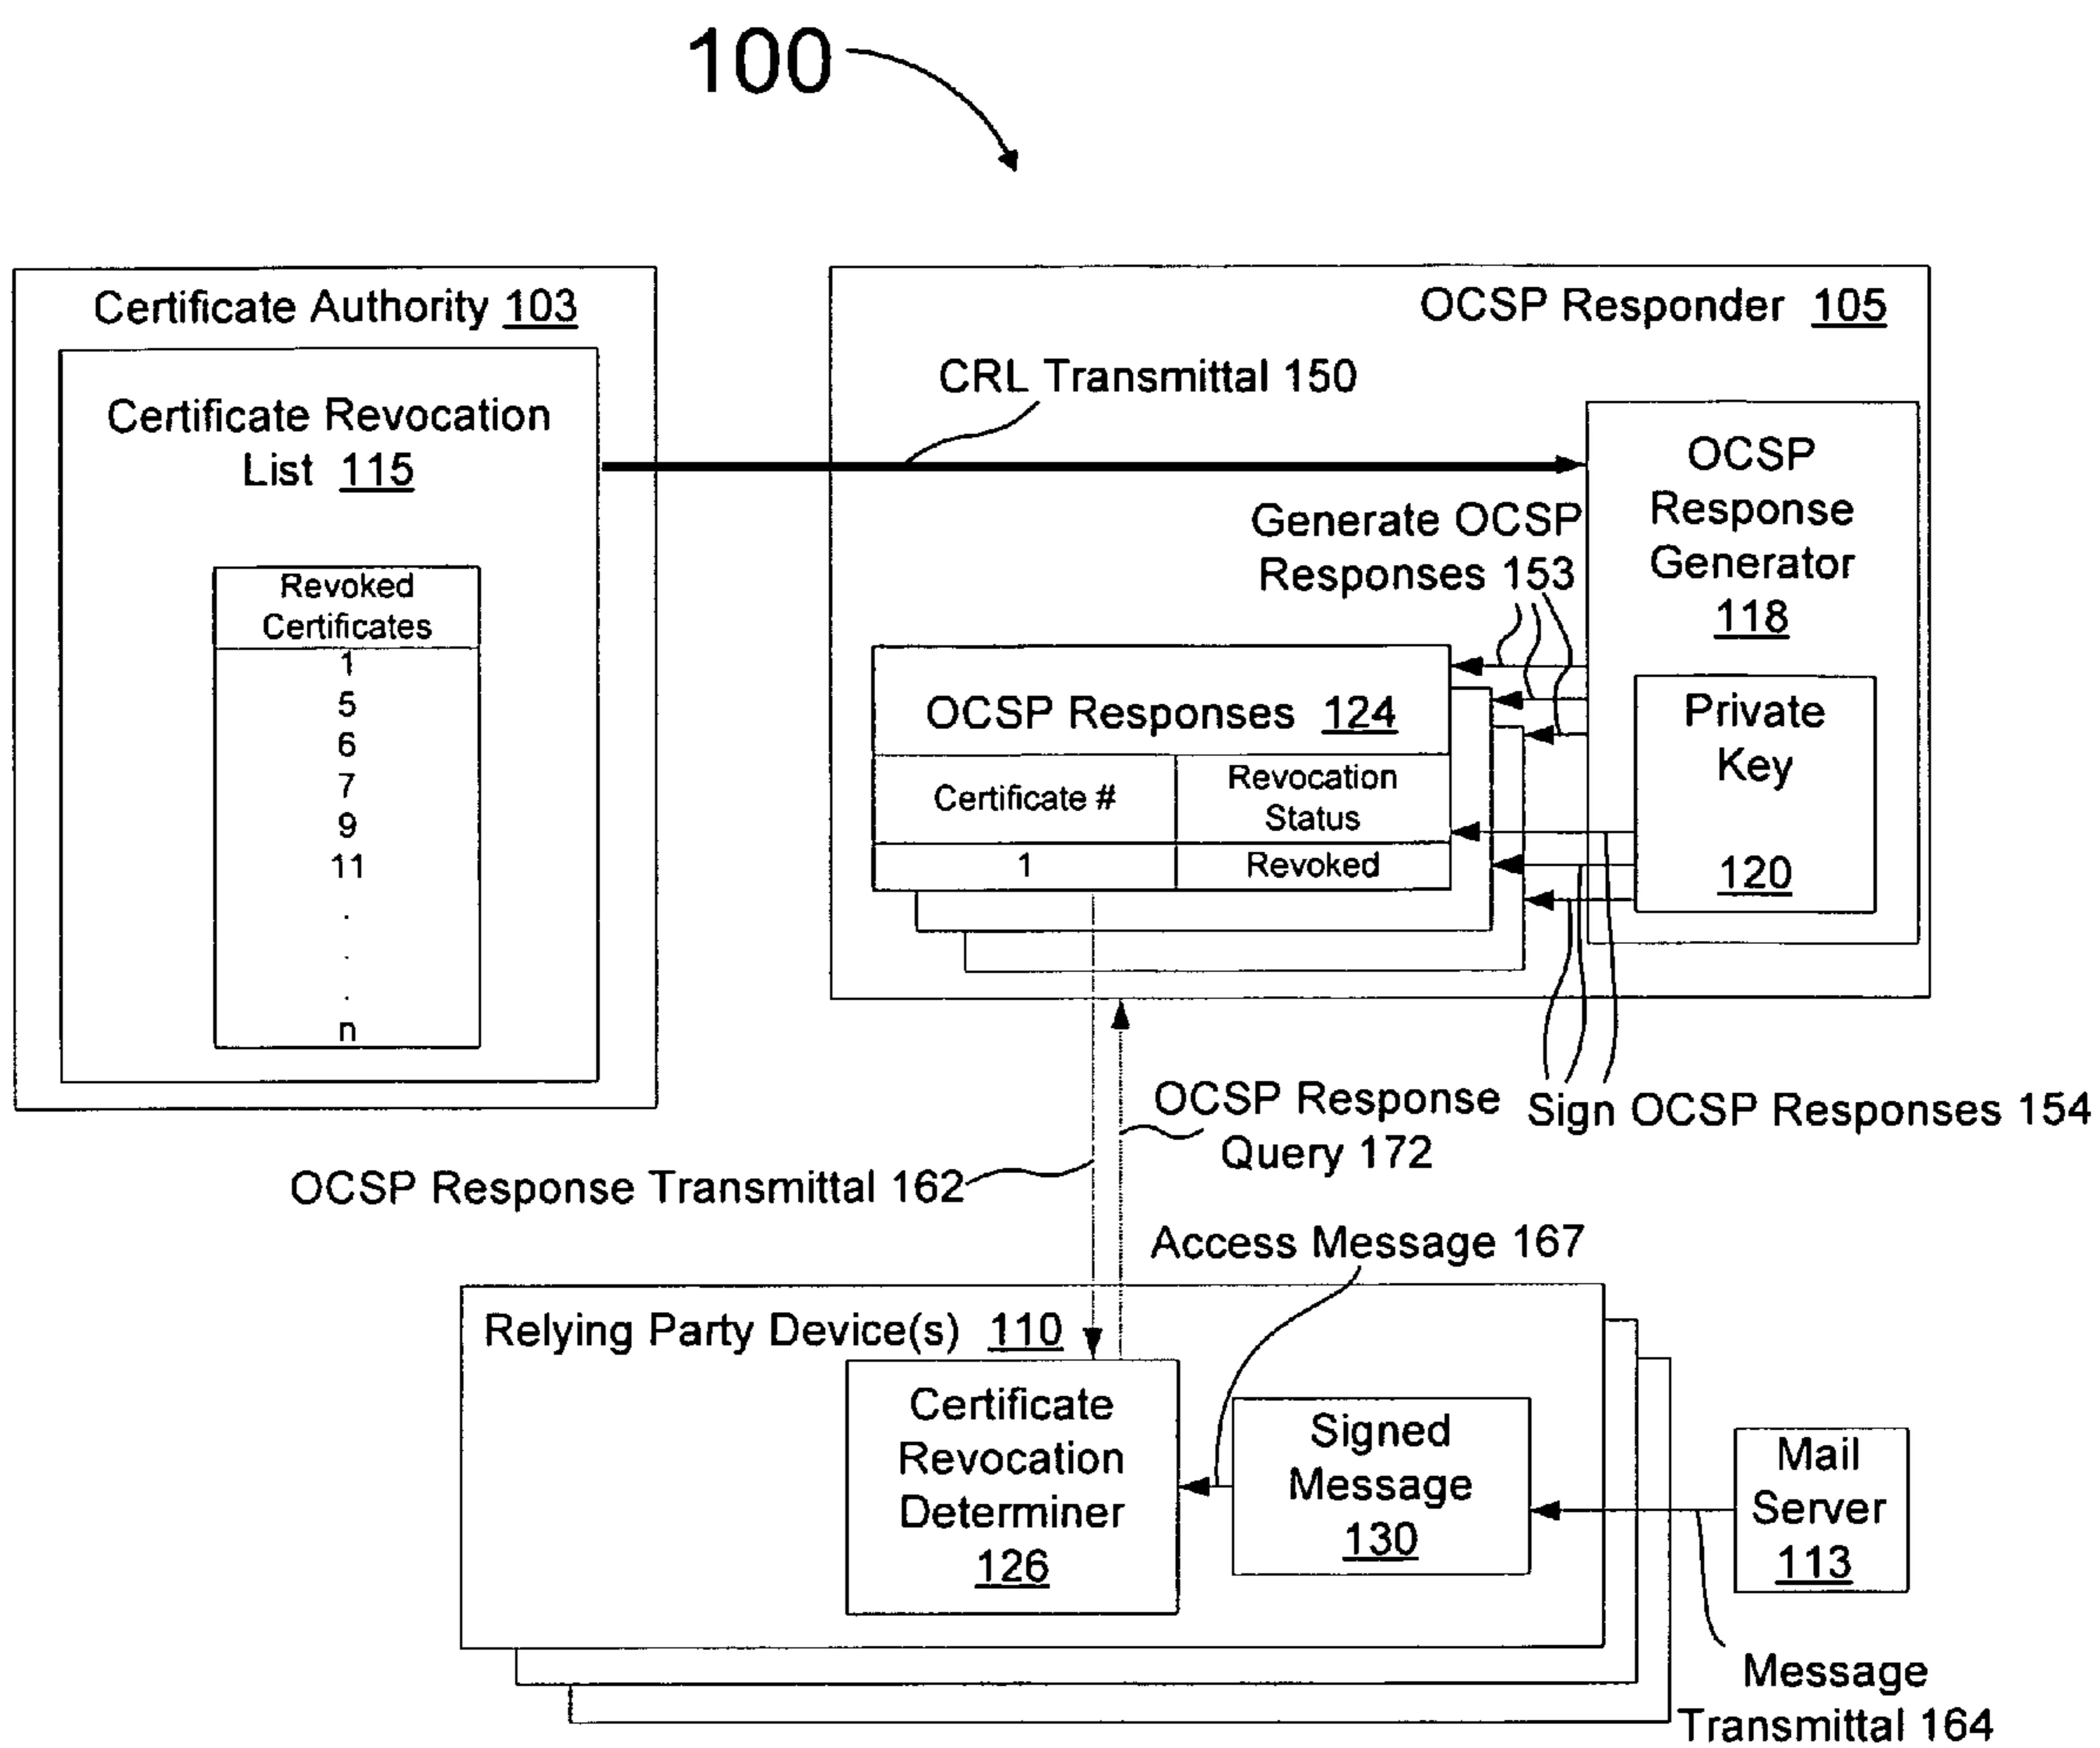 100
Certificate Authority 103
Certificate Revocation
List 115
Revoked
Certificates
1
5
6
7
9
11
.
.
.
n
OCSP Responder 105
CRL Transmittal 150
OCSP
Response
Generator
118
Generate OCSP
Responses 153
Private
Key
120
OCSP Responses 124
Certificate #
Revocation
Status
1
Revoked
Sign OCSP Responses 154
OCSP Response
Query 172
OCSP Response Transmittal 162
Access Message 167
Relying Party Device(s) 110
Certificate
Revocation
Determiner
126
Signed
Message
130
Mail
Server
113
Message
Transmittal 164